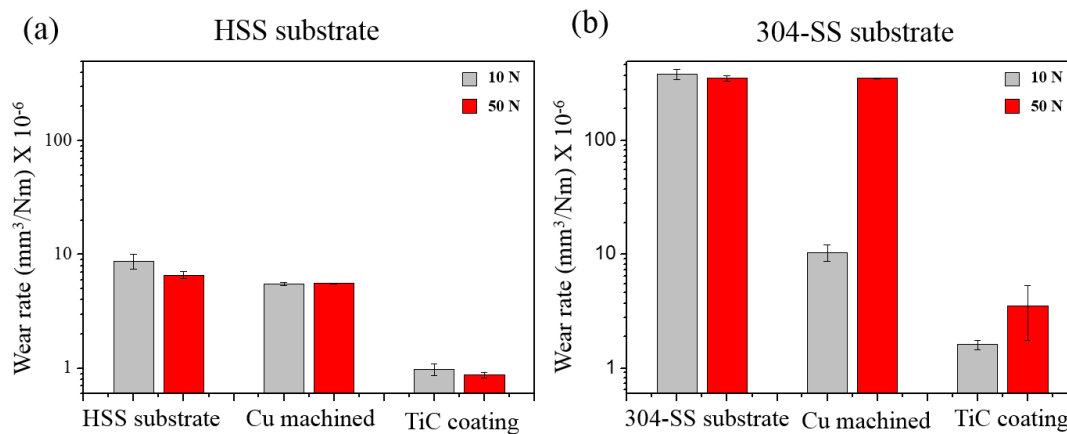 (a)
HSS substrate
10 N
50 N
Wear rate (mm³/Nm) X 10⁻⁶
100
10
1
HSS substrate
Cu machined
TiC coating
(b)
304-SS substrate
10 N
50 N
Wear rate (mm³/Nm) X 10⁻⁶
100
10
1
304-SS substrate
Cu machined
TiC coating